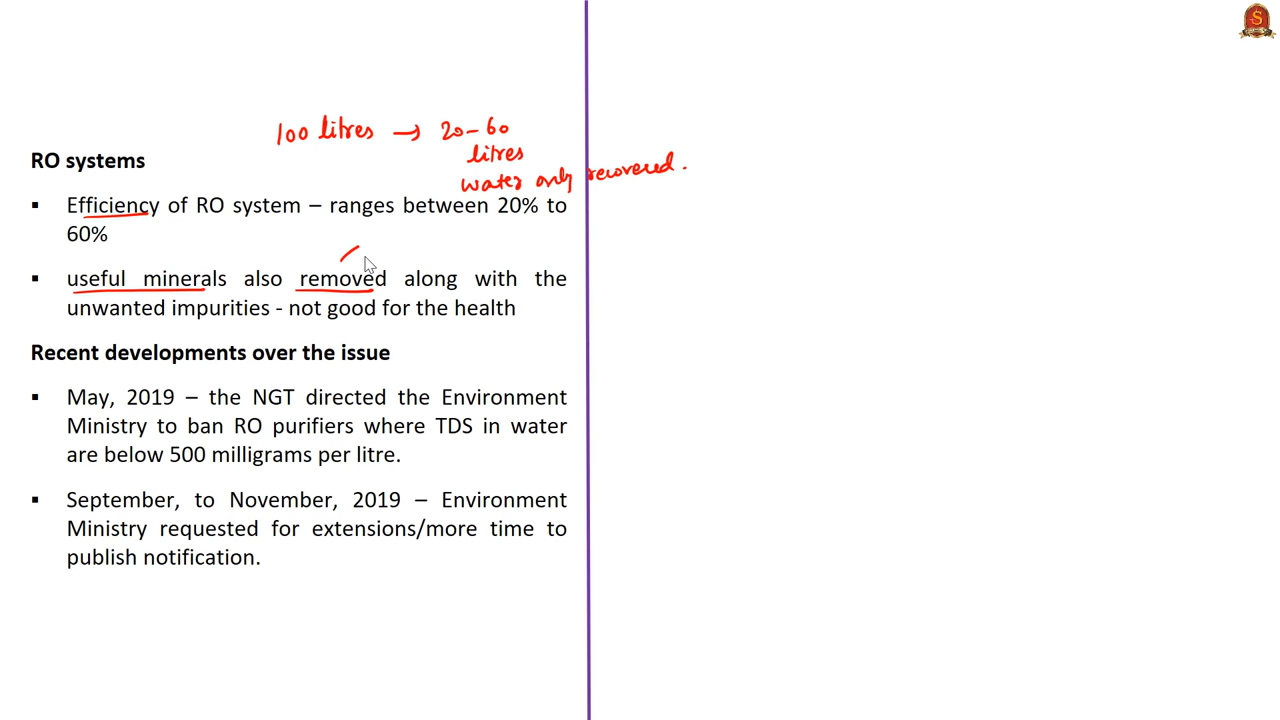 100 litres → 20-60
litres
water only recovered.
RO systems
▪ Efficiency of RO system – ranges between 20% to
60%
▪ useful minerals also removed along with the
unwanted impurities - not good for the health
Recent developments over the issue
▪ May, 2019 – the NGT directed the Environment
Ministry to ban RO purifiers where TDS in water
are below 500 milligrams per litre.
▪ September, to November, 2019 – Environment
Ministry requested for extensions/more time to
publish notification.